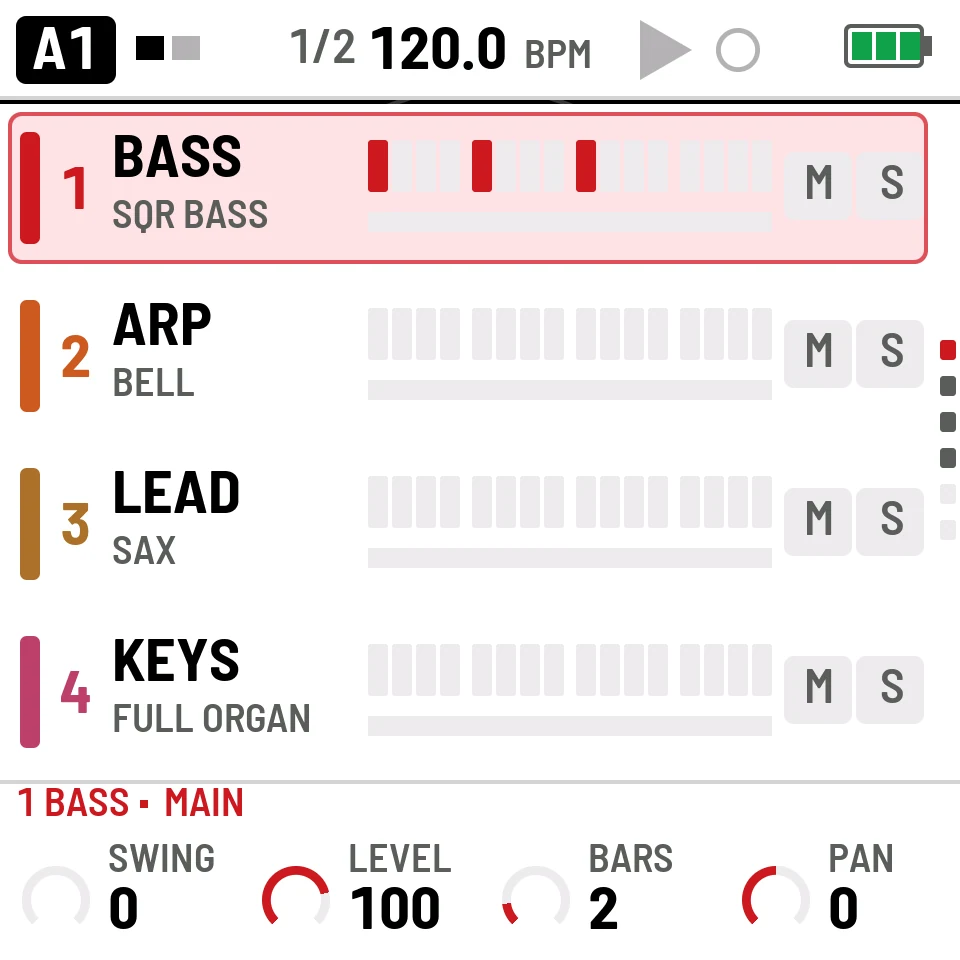 A1 1/2 120.0 BPM
1 BASS M S
SQR BASS
2 ARP M S
BELL
3 LEAD M S
SAX
4 KEYS M S
FULL ORGAN
1 BASS · MAIN
SWING LEVEL BARS PAN
0 100 2 0